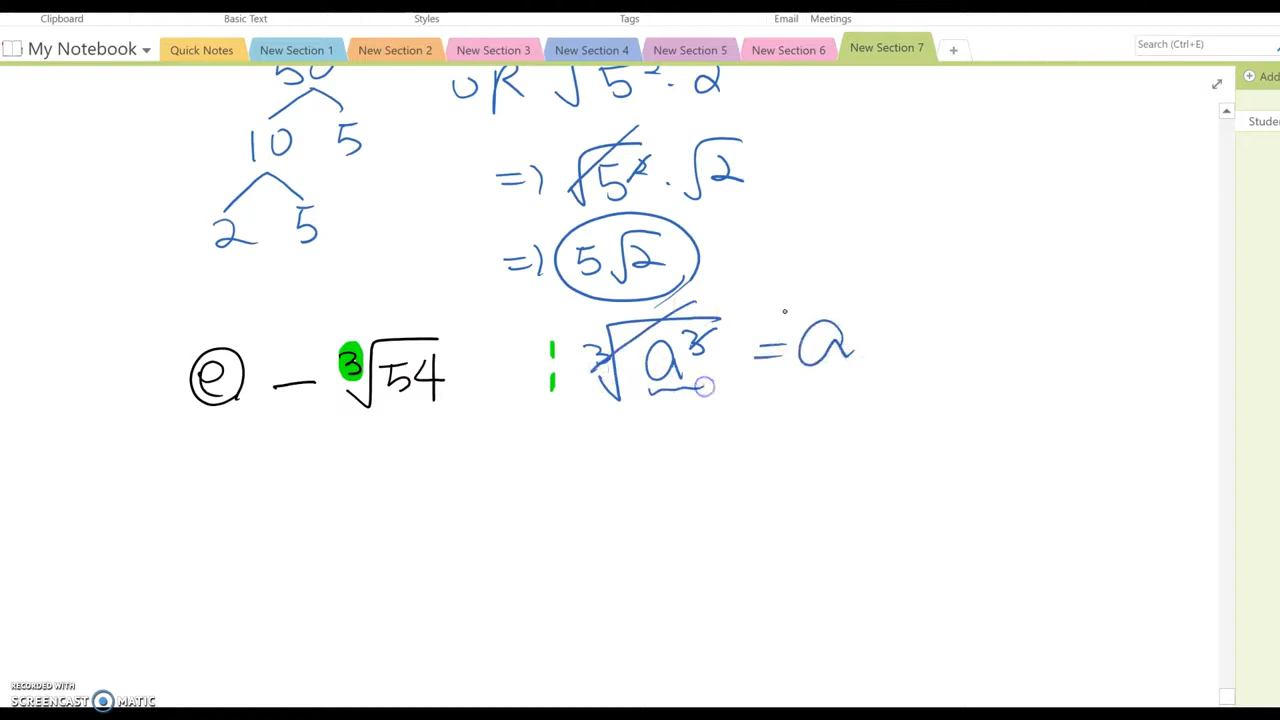 Clipboard Basic Text Styles Tags Email Meetings
My Notebook Quick Notes New Section 1 New Section 2 New Section 3 New Section 4 New Section 5 New Section 6 New Section 7 + Search (Ctrl+E)
Add
Studen
50 OR √5² · 2
10 5
=> √5² · √2
2 5
=> 5√2
e - ∛54 ∛a³ = a
RECORDED WITH
SCREENCAST MATIC